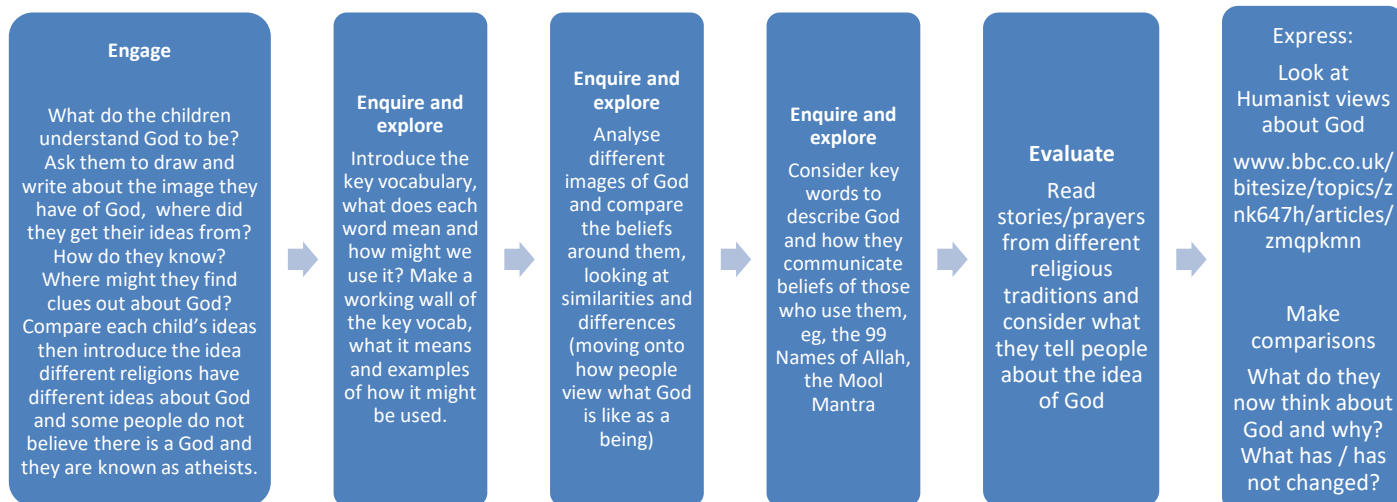 Engage
What do the children
understand God to be?
Ask them to draw and
write about the image they
have of God, where did
they get their ideas from?
How do they know?
Where might they find
clues out about God?
Compare each child's ideas
then introduce the idea
different religions have
different ideas about God
and some people do not
believe there is a God and
they are known as atheists.
Enquire and
explore
Introduce the
key vocabulary,
what does each
word mean and
how might we
use it? Make a
working wall of
the key vocab,
what it means
and examples
of how it might
be used.
Enquire and
explore
Analyse
different
images of God
and compare
the beliefs
around them,
looking at
similarities and
differences
(moving onto
how people
view what God
is like as a
being)
Enquire and
explore
Consider key
words to
describe God
and how they
communicate
beliefs of those
who use them,
eg, the 99
Names of Allah,
the Mool
Mantra
Evaluate
Read
stories/prayers
from different
religious
traditions and
consider what
they tell people
about the idea
of God
Express:
Look at
Humanist views
about God
www.bbc.co.uk/
bitesize/topics/z
nk647h/articles/
zmqpkmn
Make
comparisons
What do they
now think about
God and why?
What has / has
not changed?